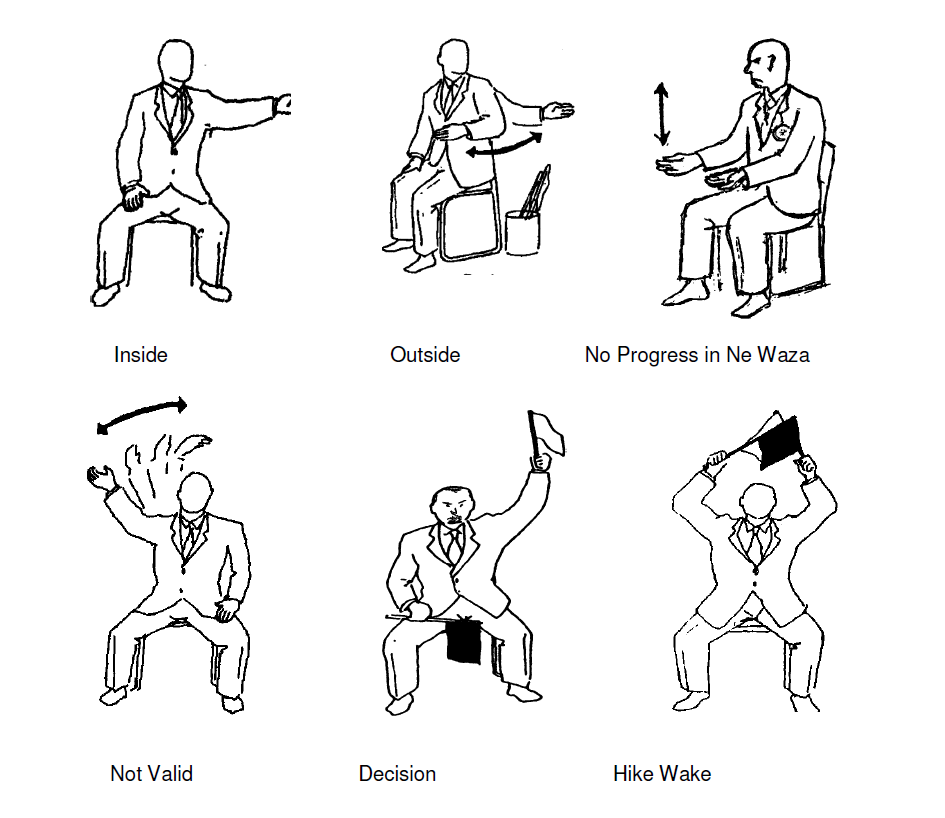 Inside
Outside
No Progress in Ne Waza
Not Valid
Decision
Hike Wake